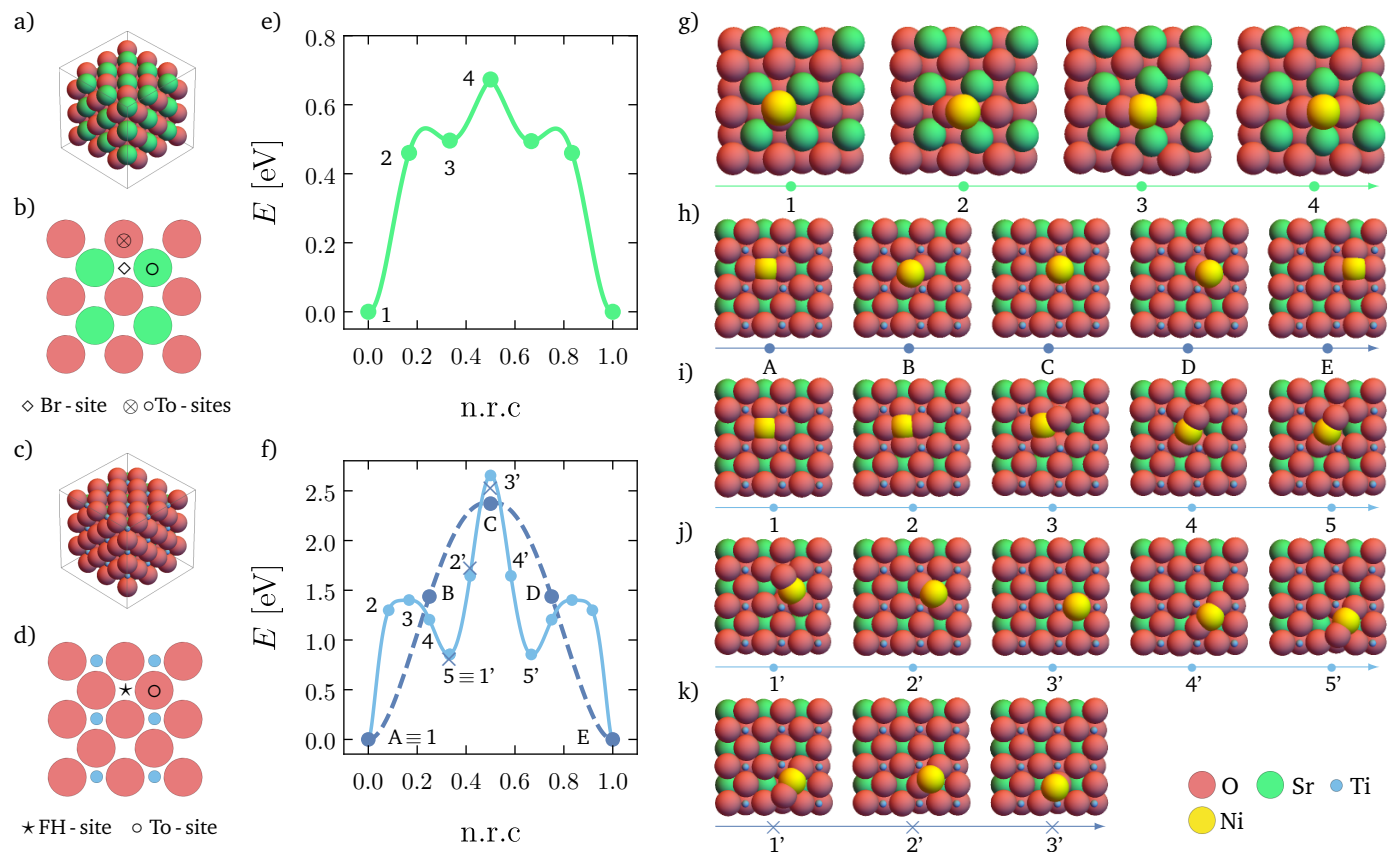 a)
b)
◇ Br - site ⊗ ○ To - sites
c)
d)
★ FH - site ○ To - site
e)
0.8
0.6
0.4
0.2
0.0
E [eV]
1
2
3
4
0.0 0.2 0.4 0.6 0.8 1.0
n.r.c
f)
2.5
2.0
1.5
1.0
0.5
0.0
E [eV]
3'
C
2' 4'
2 3 B D
4
5 ≡ 1' 5'
A ≡ 1 E
0.0 0.2 0.4 0.6 0.8 1.0
n.r.c
g)
1 2 3 4
h)
A B C D E
i)
1 2 3 4 5
j)
1' 2' 3' 4' 5'
k)
1' 2' 3'
O Sr Ti
Ni